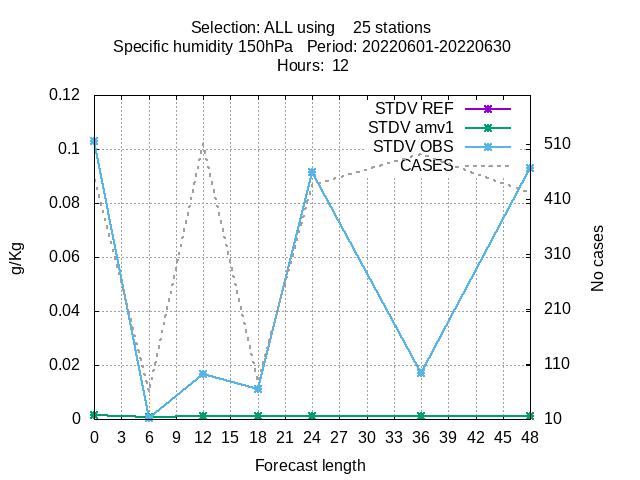 Selection: ALL using    25 stations
Specific humidity 150hPa   Period: 20220601-20220630
Hours:  12
STDV REF
STDV amv1
STDV OBS
CASES
0.12
0.1
0.08
0.06
0.04
0.02
0
g/Kg
510
410
310
210
110
10
No cases
0 3 6 9 12 15 18 21 24 27 30 33 36 39 42 45 48
Forecast length